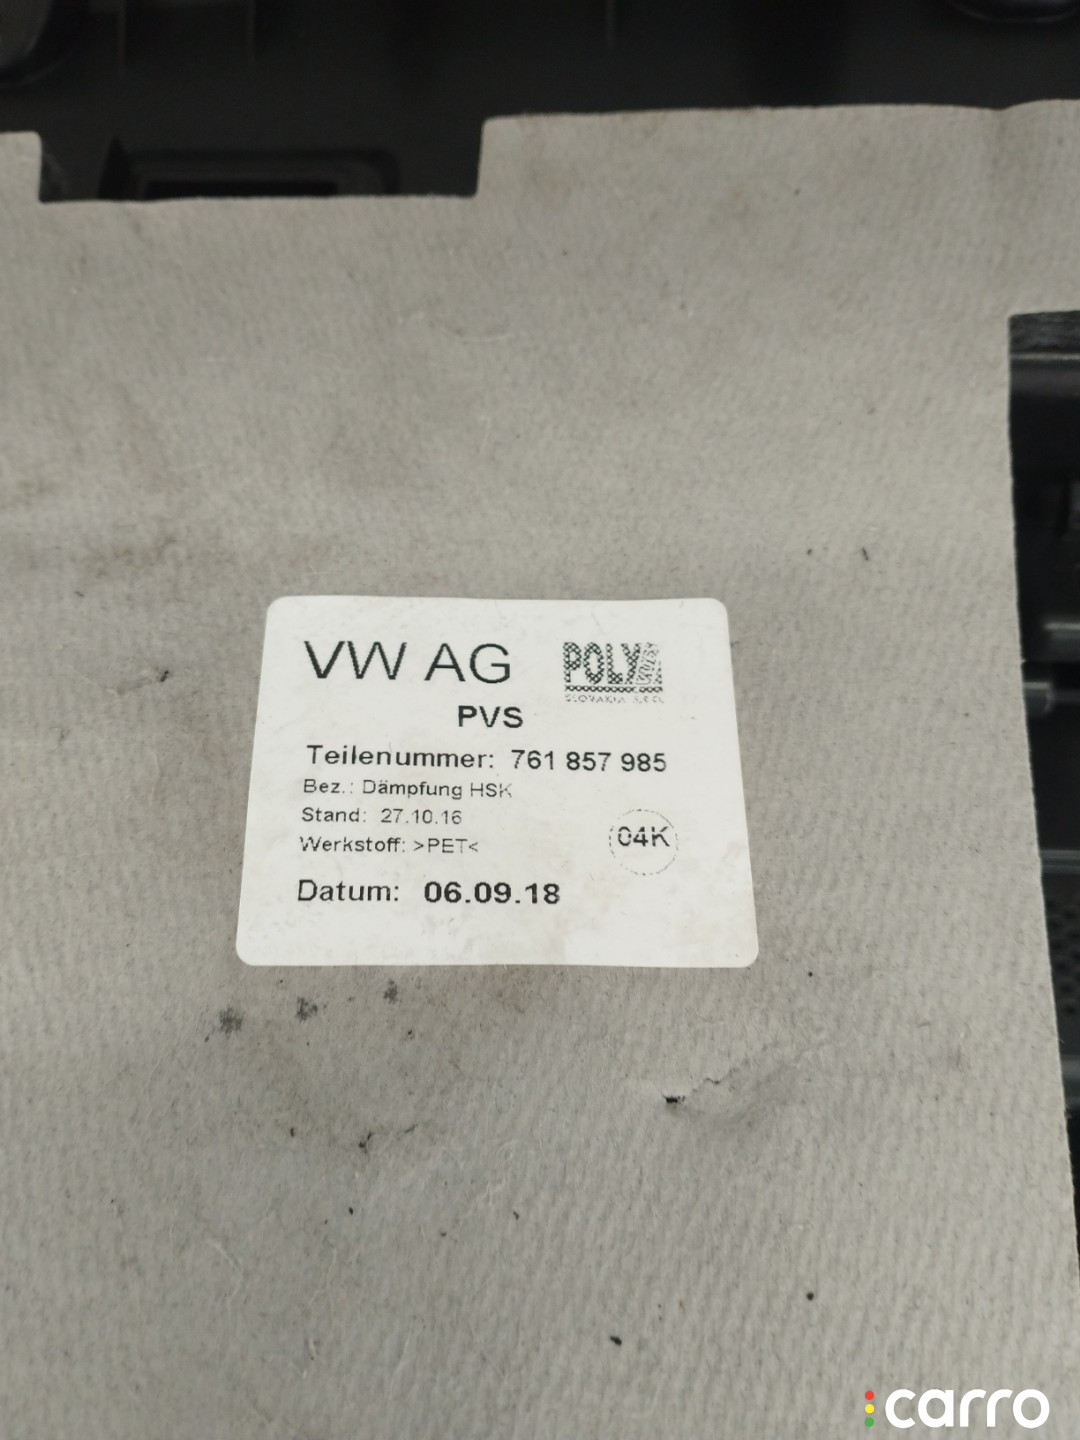 VW AG
POLY
SLOVAKIA S.R.O.
PVS
Teilenummer: 761 857 985
Bez.: Dämpfung HSK
Stand: 27.10.16
Werkstoff: >PET<
04K
Datum: 06.09.18
carro